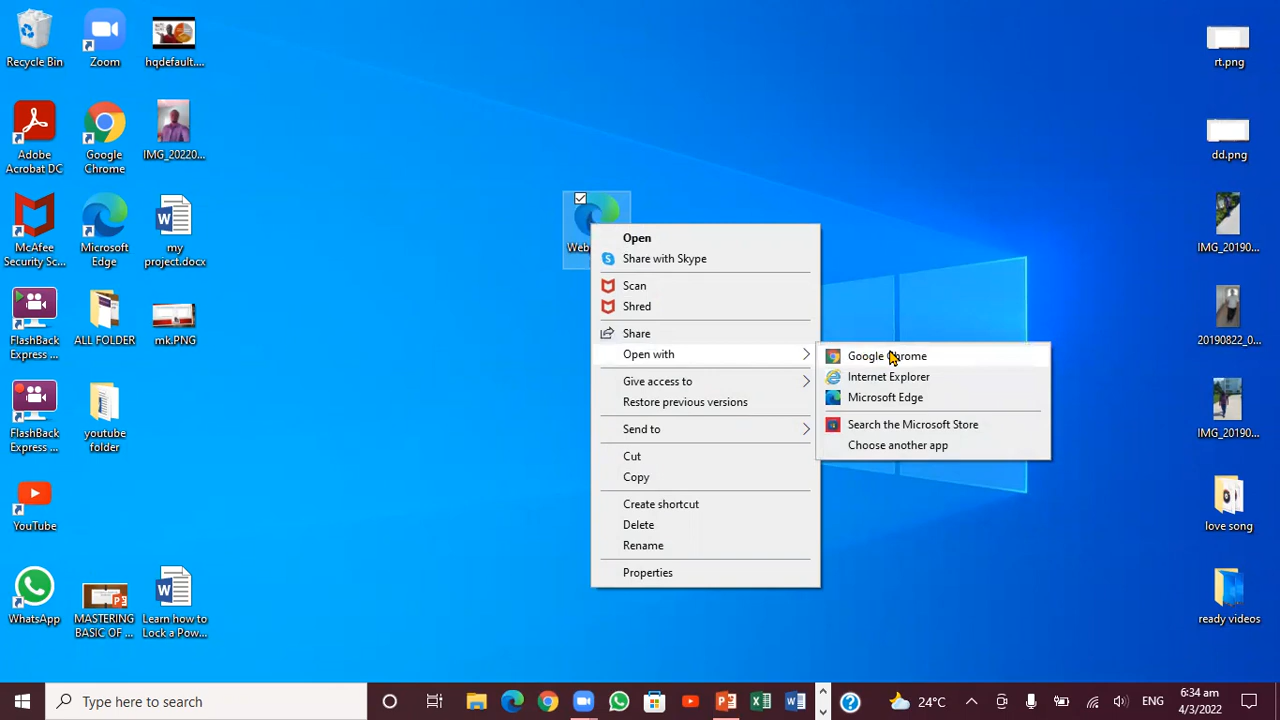 Recycle Bin
Zoom
hqdefault....
Adobe
Acrobat DC
Google
Chrome
IMG_20220...
McAfee
Security Sc...
Microsoft
Edge
my
project.docx
FlashBack
Express ...
ALL FOLDER
mk.PNG
FlashBack
Express ...
youtube
folder
YouTube
WhatsApp
MASTERING
BASIC OF ...
Learn how to
Lock a Pow...
Open
Share with Skype
Scan
Shred
Share
Open with
Give access to
Restore previous versions
Send to
Cut
Copy
Create shortcut
Delete
Rename
Properties
Google Chrome
Internet Explorer
Microsoft Edge
Search the Microsoft Store
Choose another app
rt.png
dd.png
IMG_20190...
20190822_0...
IMG_20190...
love song
ready videos
Type here to search
24°C
ENG
6:34 am
4/3/2022